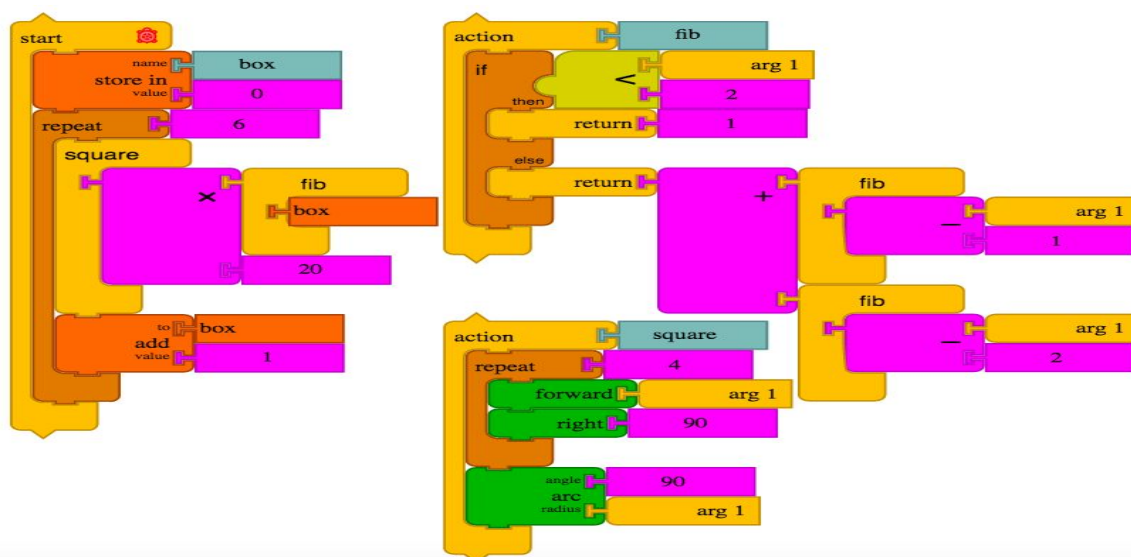 start
name box
store in
value 0
repeat 6
square
× fib
box
20
to box
add
value 1
action fib
if < arg 1
then 2
return 1
else
return + fib
− arg 1
1
fib
− arg 1
2
action square
repeat 4
forward arg 1
right 90
angle 90
arc
radius arg 1